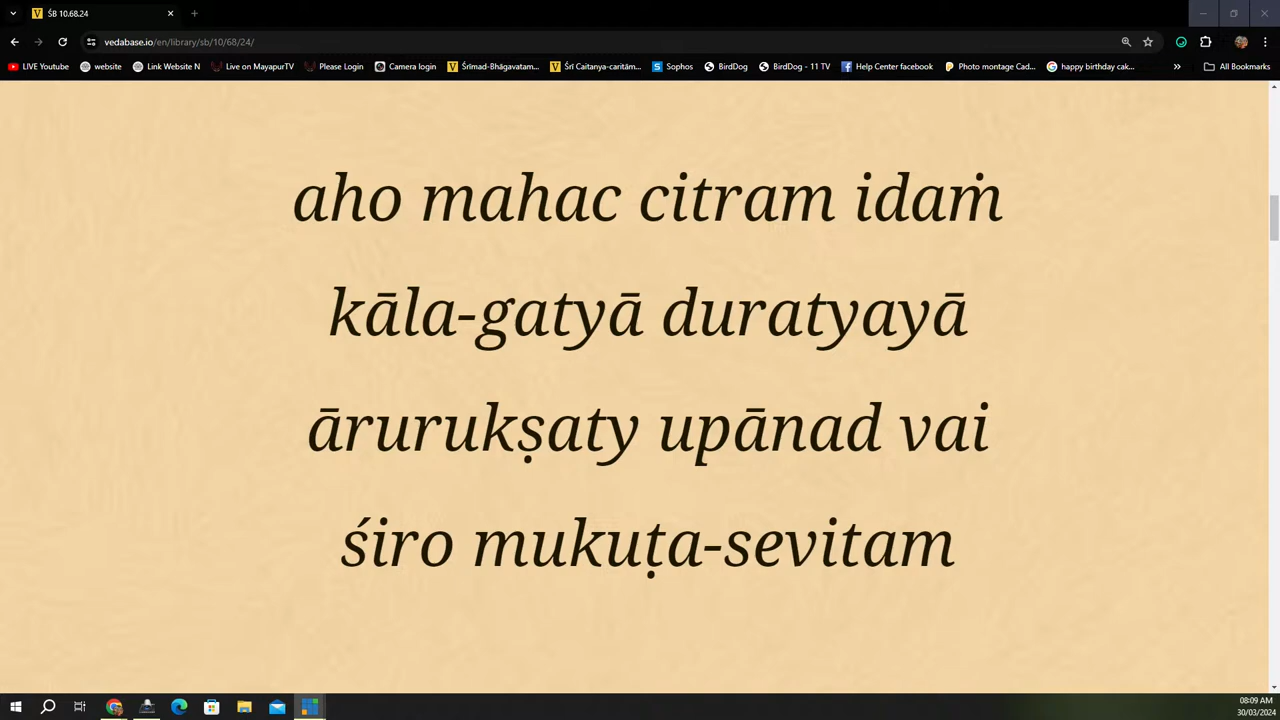 ŚB 10.68.24
vedabase.io/en/library/sb/10/68/24/
LIVE Youtube website Link Website N Live on MayapurTV Please Login Camera login Śrīmad-Bhāgavatam... Śrī Caitanya-caritām... Sophos BirdDog BirdDog - 11 TV Help Center facebook Photo montage Cad... happy birthday cak... » All Bookmarks
aho mahac citram idaṁ
kāla-gatyā duratyayā
ārurukṣaty upānad vai
śiro mukuṭa-sevitam
08:09 AM
30/03/2024